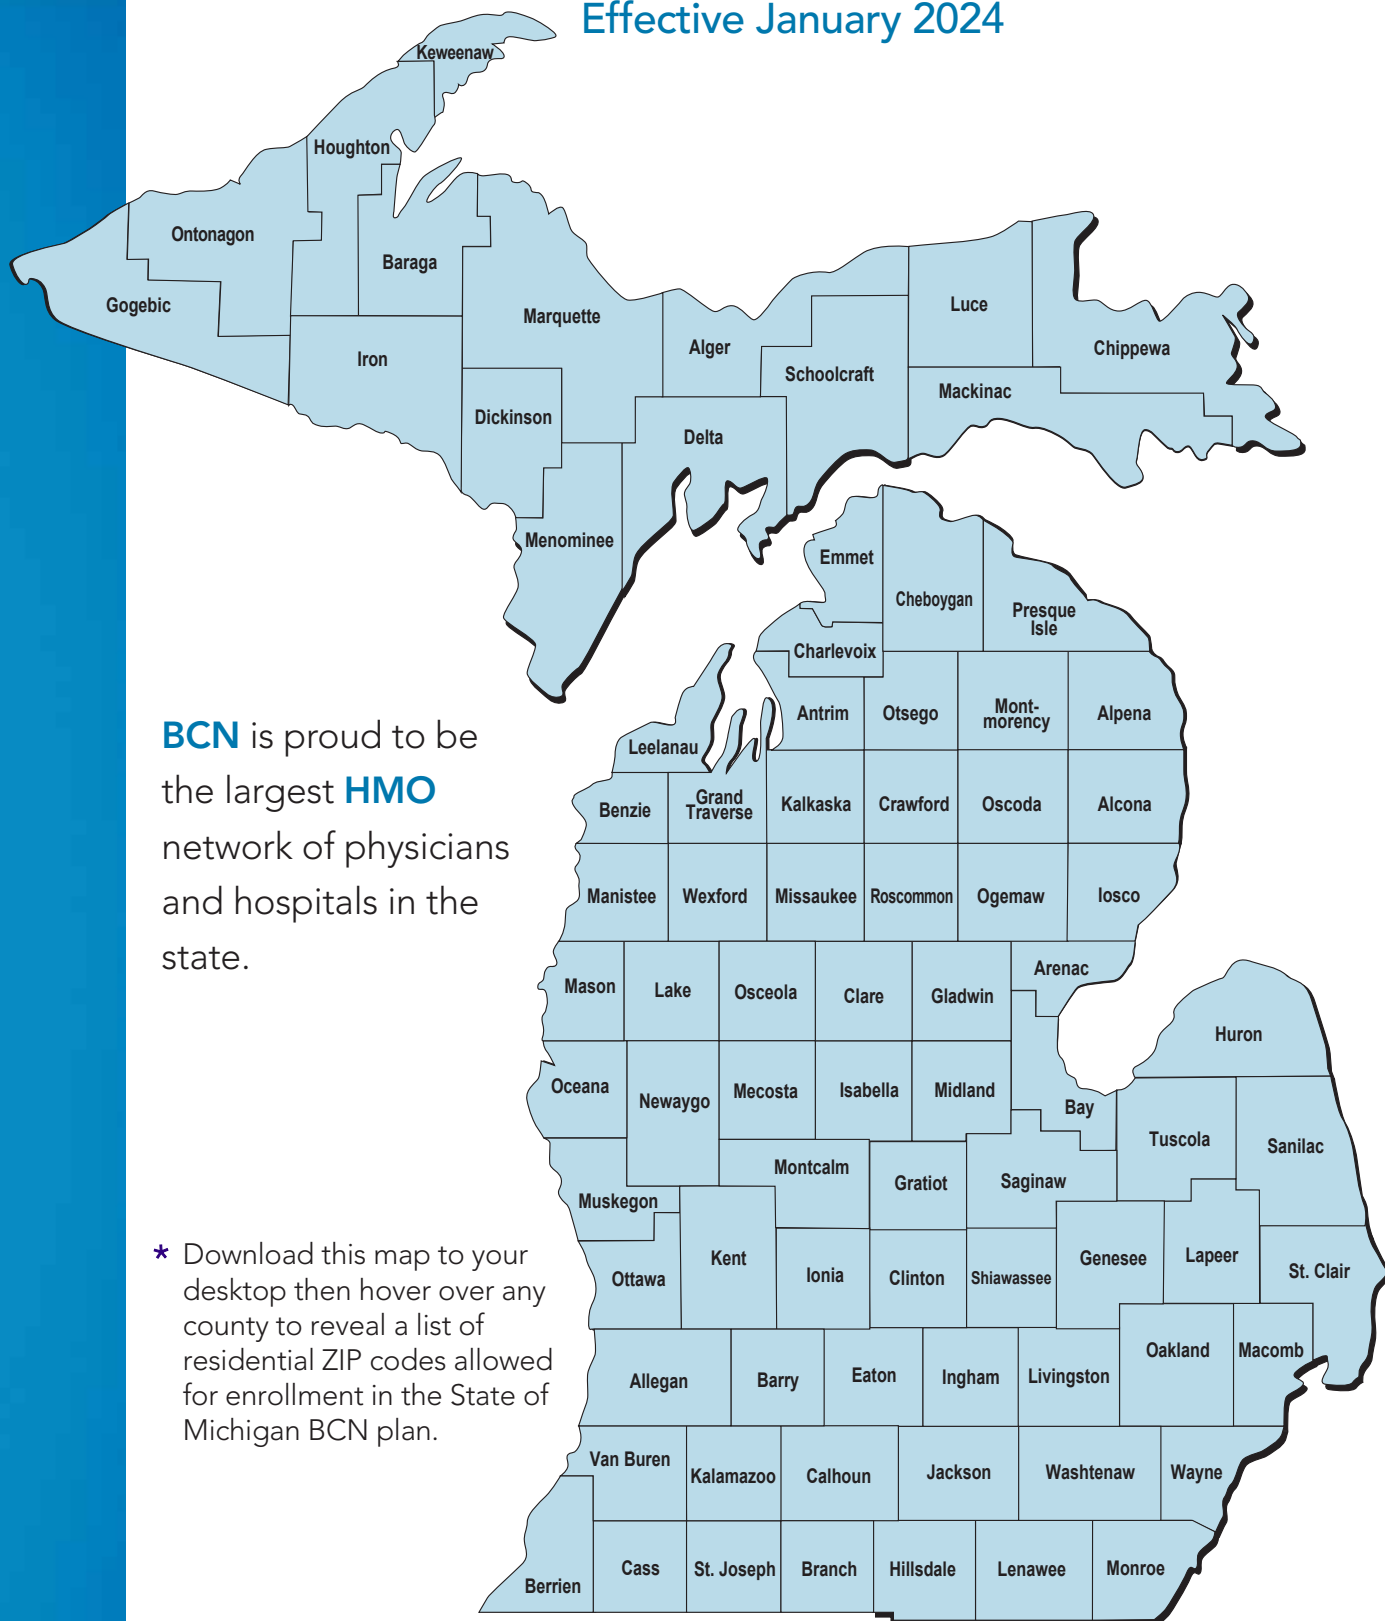 Effective January 2024
Keweenaw
Houghton
Ontonagon
Baraga
Gogebic
Marquette
Luce
Iron
Alger
Chippewa
Schoolcraft
Mackinac
Dickinson
Delta
Menominee
Emmet
Cheboygan
Presque
Isle
Charlevoix
Antrim
Otsego
Mont-
morency
Alpena
Leelanau
BCN is proud to be
the largest HMO
network of physicians
and hospitals in the
state.
Benzie
Grand
Traverse
Kalkaska
Crawford
Oscoda
Alcona
Manistee
Wexford
Missaukee
Roscommon
Ogemaw
Iosco
Mason
Lake
Osceola
Clare
Gladwin
Arenac
Huron
Oceana
Newaygo
Mecosta
Isabella
Midland
Bay
Tuscola
Sanilac
Montcalm
Gratiot
Saginaw
Muskegon
Kent
Ottawa
Ionia
Clinton
Shiawassee
Genesee
Lapeer
St. Clair
* Download this map to your
desktop then hover over any
county to reveal a list of
residential ZIP codes allowed
for enrollment in the State of
Michigan BCN plan.
Allegan
Barry
Eaton
Ingham
Livingston
Oakland
Macomb
Van Buren
Kalamazoo
Calhoun
Jackson
Washtenaw
Wayne
Berrien
Cass
St. Joseph
Branch
Hillsdale
Lenawee
Monroe